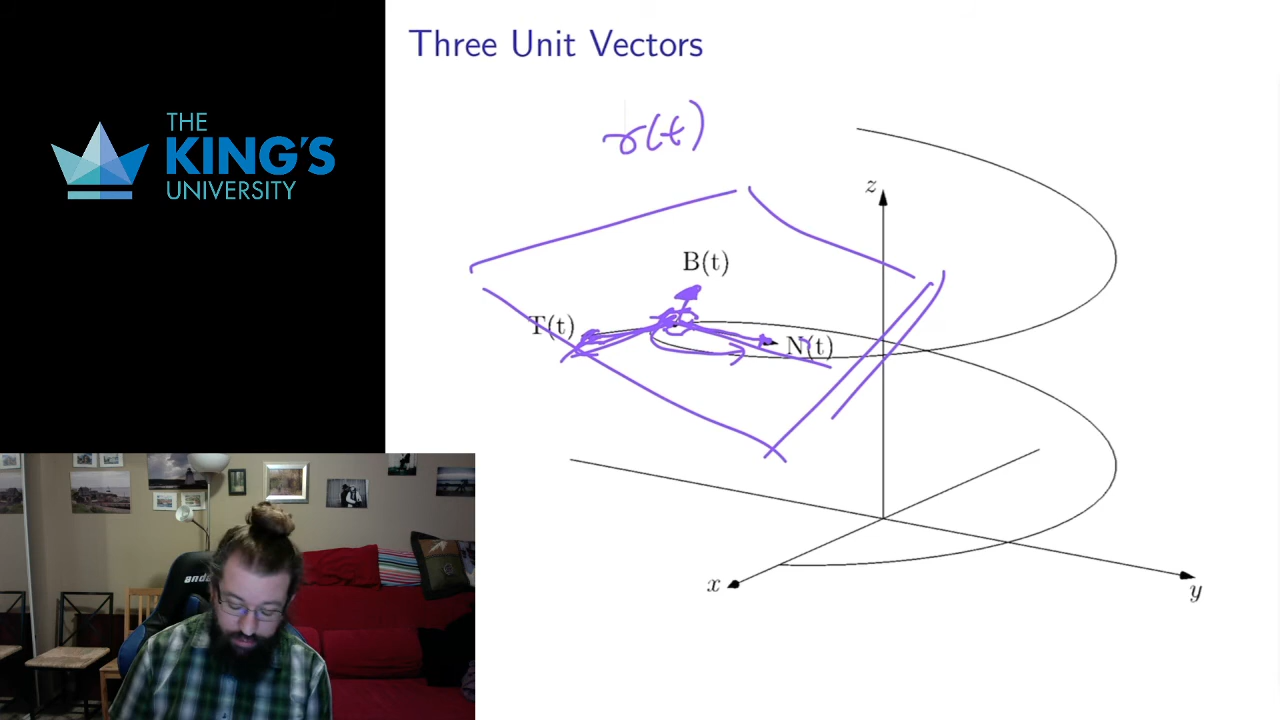 THE
KING'S
UNIVERSITY
Three Unit Vectors
r(t)
z
B(t)
T(t)
N(t)
x
y